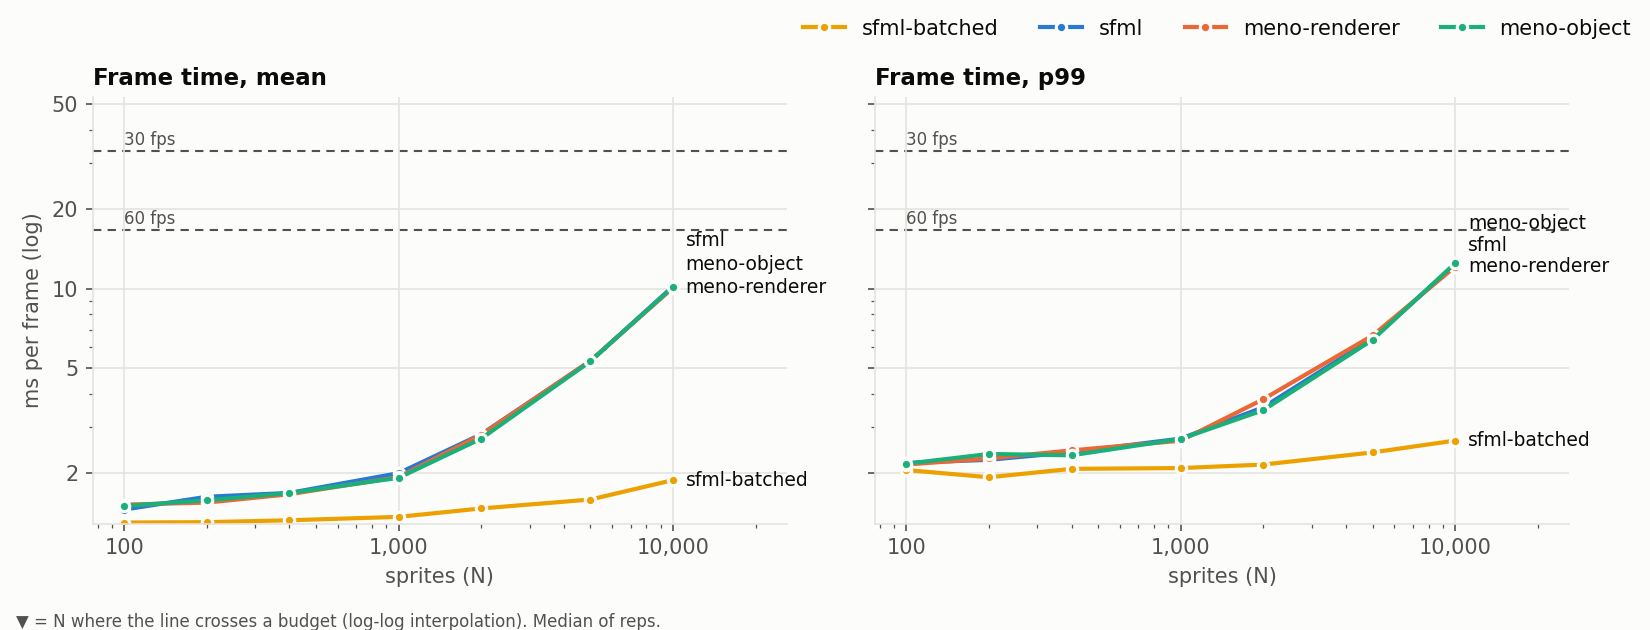 sfml-batched sfml meno-renderer meno-object
Frame time, mean
50
20
10
5
2
ms per frame (log)
30 fps
60 fps
sfml
meno-object
meno-renderer
sfml-batched
100 1,000 10,000
sprites (N)
Frame time, p99
30 fps
60 fps
meno-object
sfml
meno-renderer
sfml-batched
100 1,000 10,000
sprites (N)
▼ = N where the line crosses a budget (log-log interpolation). Median of reps.